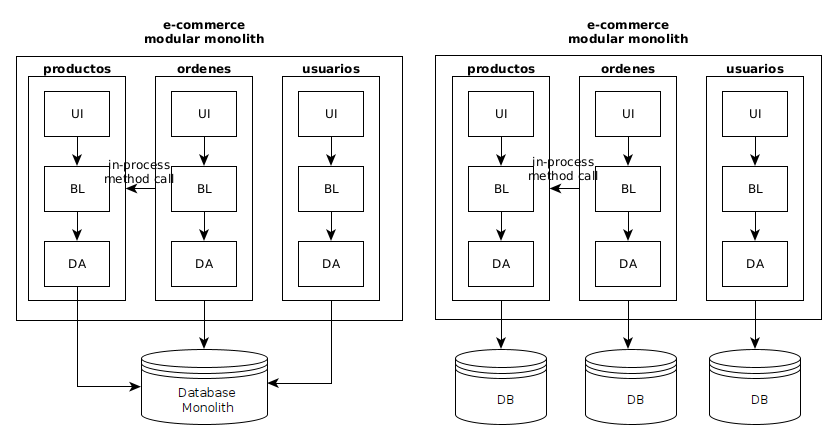 e-commerce
modular monolith
productos
ordenes
usuarios
UI
UI
UI
in-process
method call
BL
BL
BL
DA
DA
DA
Database
Monolith
e-commerce
modular monolith
productos
ordenes
usuarios
UI
UI
UI
in-process
method call
BL
BL
BL
DA
DA
DA
DB
DB
DB